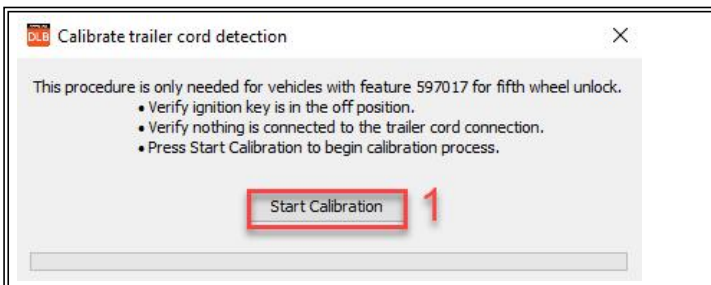 DLB Calibrate trailer cord detection
This procedure is only needed for vehicles with feature 597017 for fifth wheel unlock.
• Verify ignition key is in the off position.
• Verify nothing is connected to the trailer cord connection.
• Press Start Calibration to begin calibration process.
Start Calibration 1